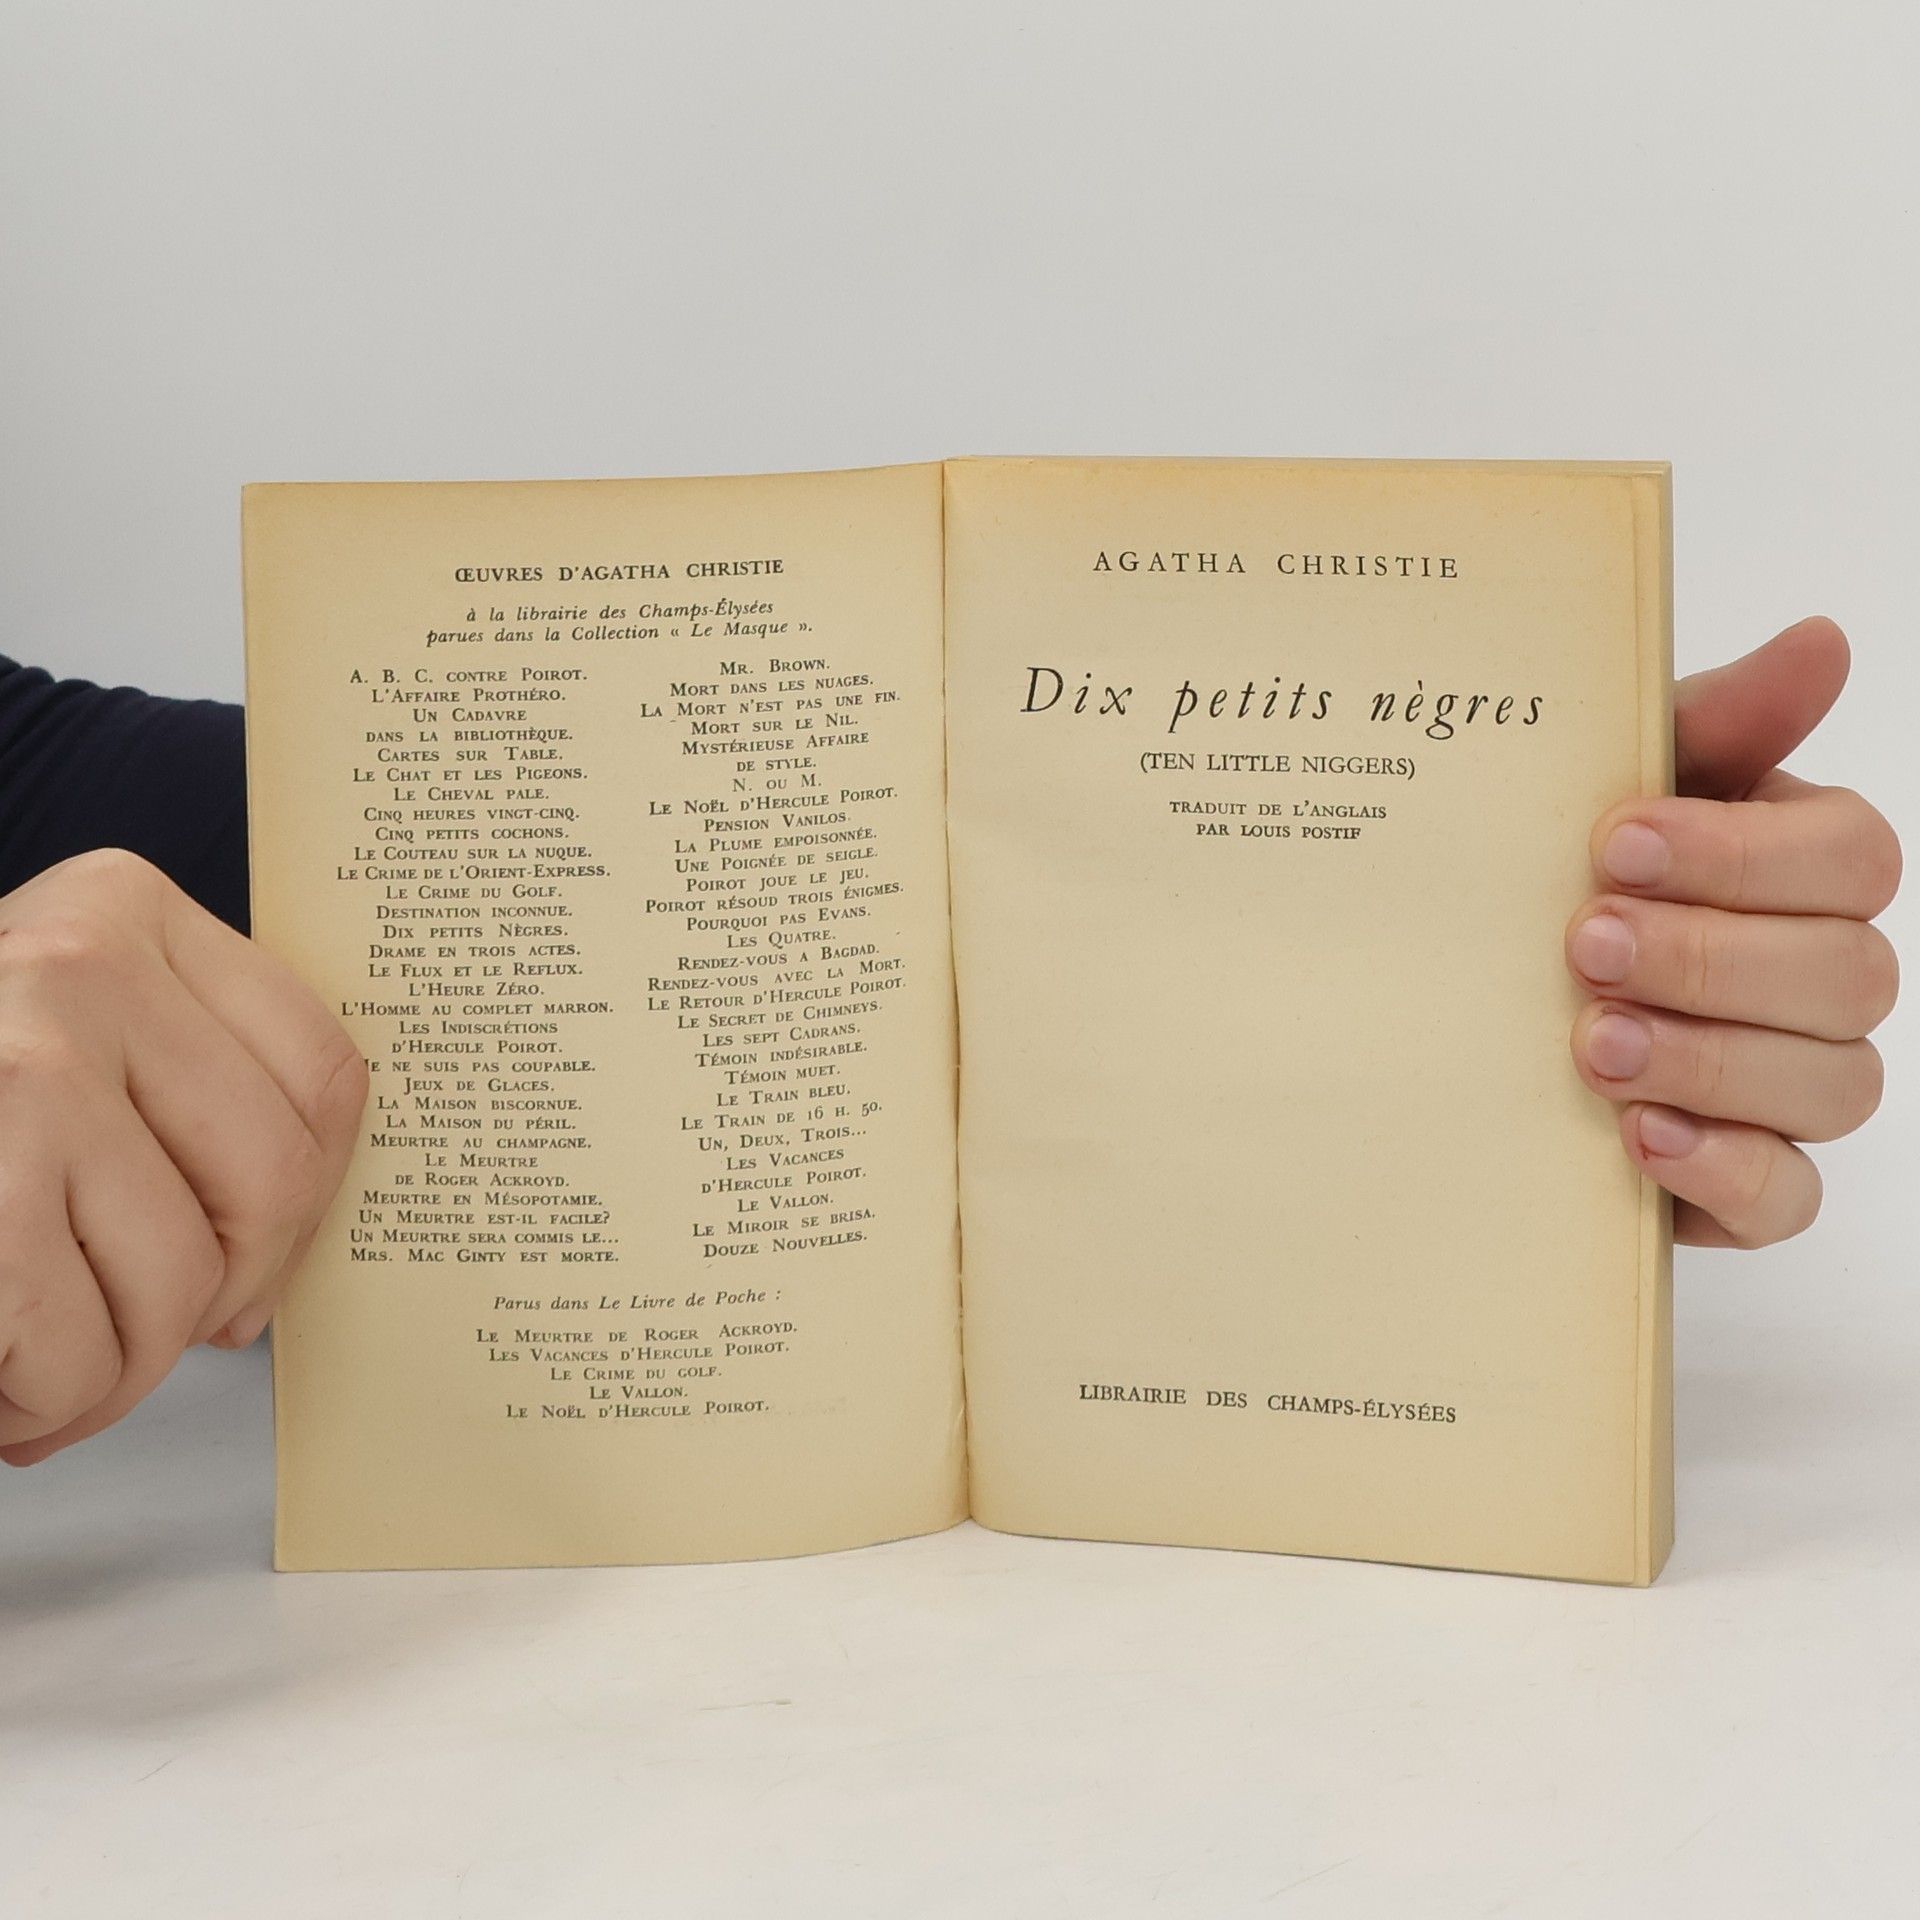 ŒUVRES D'AGATHA CHRISTIE
à la librairie des Champs-Élysées
parues dans la Collection « Le Masque ».
A. B. C. CONTRE POIROT.
L'AFFAIRE PROTHÉRO.
UN CADAVRE
DANS LA BIBLIOTHÈQUE.
CARTES SUR TABLE.
LE CHAT ET LES PIGEONS.
LE CHEVAL PALE.
CINQ HEURES VINGT-CINQ.
CINQ PETITS COCHONS.
LE COUTEAU SUR LA NUQUE.
LE CRIME DE L'ORIENT-EXPRESS.
LE CRIME DU GOLF.
DESTINATION INCONNUE.
DIX PETITS NÈGRES.
DRAME EN TROIS ACTES.
LE FLUX ET LE REFLUX.
L'HEURE ZÉRO.
L'HOMME AU COMPLET MARRON.
LES INDISCRÉTIONS
D'HERCULE POIROT.
JE NE SUIS PAS COUPABLE.
JEUX DE GLACES.
LA MAISON BISCORNUE.
LA MAISON DU PÉRIL.
MEURTRE AU CHAMPAGNE.
LE MEURTRE
DE ROGER ACKROYD.
MEURTRE EN MÉSOPOTAMIE.
UN MEURTRE EST-IL FACILE?
UN MEURTRE SERA COMMIS LE...
MRS. MAC GINTY EST MORTE.
MR. BROWN.
MORT DANS LES NUAGES.
LA MORT N'EST PAS UNE FIN.
MORT SUR LE NIL.
MYSTÉRIEUSE AFFAIRE
DE STYLE.
N. OU M.
LE NOËL D'HERCULE POIROT.
PENSION VANILOS.
LA PLUME EMPOISONNÉE.
UNE POIGNÉE DE SEIGLE.
POIROT JOUE LE JEU.
POIROT RÉSOUD TROIS ÉNIGMES.
POURQUOI PAS EVANS.
LES QUATRE.
RENDEZ-VOUS A BAGDAD.
RENDEZ-VOUS AVEC LA MORT.
LE RETOUR D'HERCULE POIROT.
LE SECRET DE CHIMNEYS.
LES SEPT CADRANS.
TÉMOIN INDÉSIRABLE.
TÉMOIN MUET.
LE TRAIN BLEU.
LE TRAIN DE 16 H. 50.
UN, DEUX, TROIS...
LES VACANCES
D'HERCULE POIROT.
LE VALLON.
LE MIROIR SE BRISA.
DOUZE NOUVELLES.
Parus dans Le Livre de Poche :
LE MEURTRE DE ROGER ACKROYD.
LES VACANCES D'HERCULE POIROT.
LE CRIME DU GOLF.
LE VALLON.
LE NOËL D'HERCULE POIROT.
AGATHA CHRISTIE
Dix petits nègres
(TEN LITTLE NIGGERS)
TRADUIT DE L'ANGLAIS
PAR LOUIS POSTIF
LIBRAIRIE DES CHAMPS-ÉLYSÉES